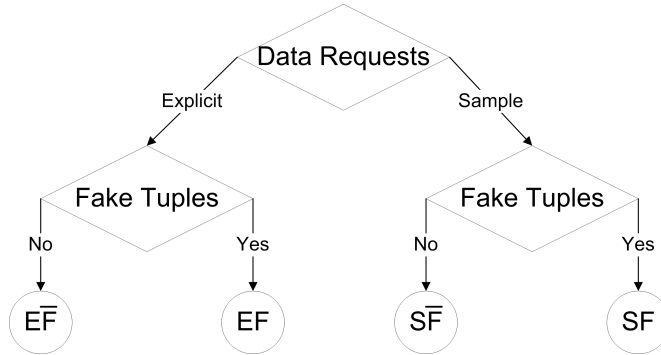 Data Requests
Explicit Sample
Fake Tuples Fake Tuples
No Yes No Yes
EF̅ EF SF̅ SF